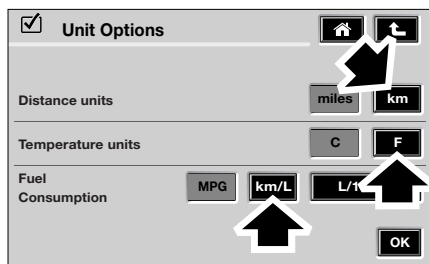 Unit Options
Distance units
miles
km
Temperature units
C
F
Fuel
Consumption
MPG
km/L
OK